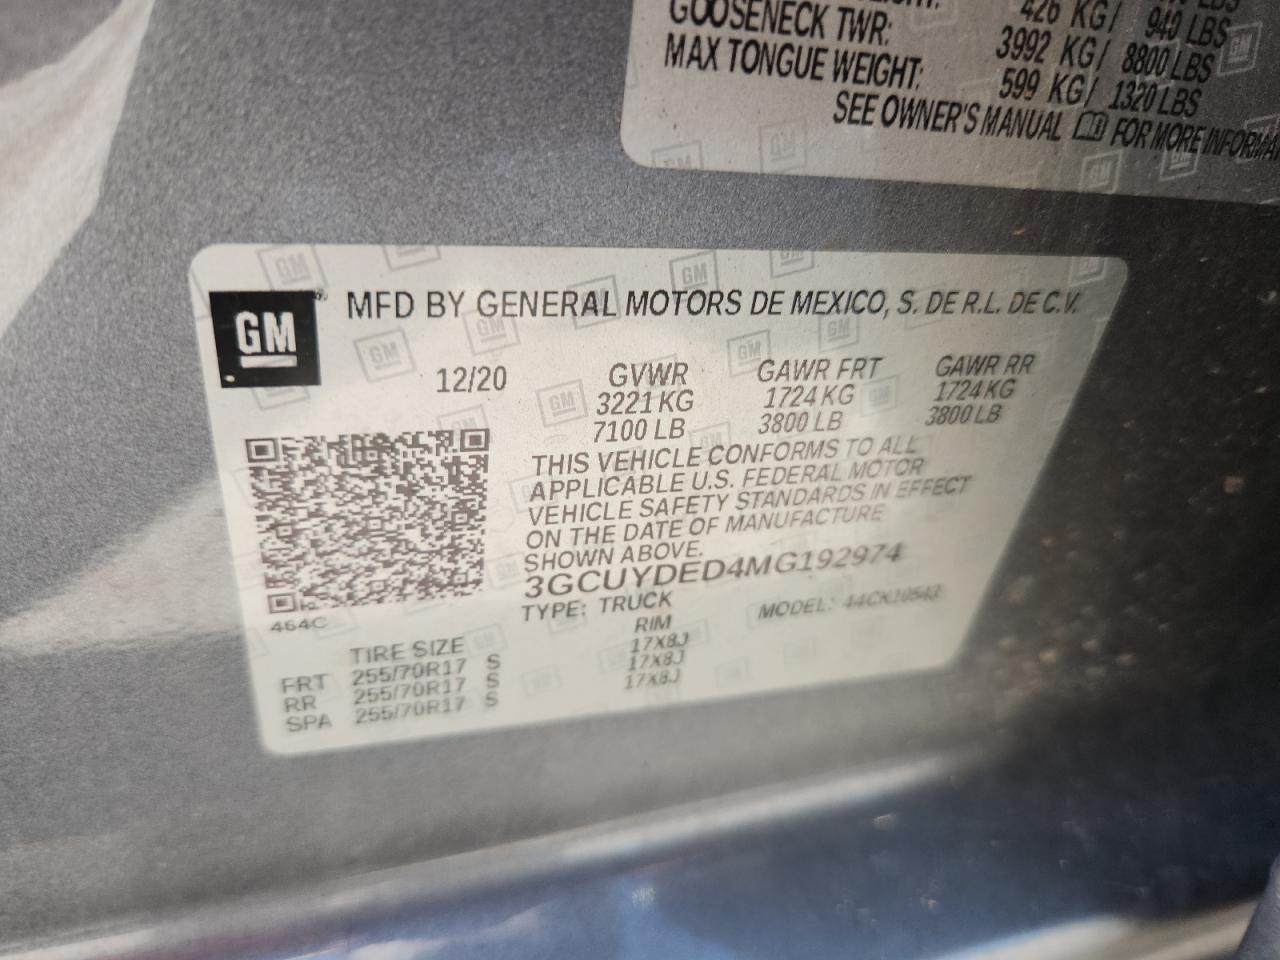 426 KG/ 940 LBS
GOOSENECK TWR: 3992 KG/ 8800 LBS
MAX TONGUE WEIGHT: 599 KG/ 1320 LBS
SEE OWNER'S MANUAL FOR MORE
GM
MFD BY GENERAL MOTORS DE MEXICO, S. DE R.L. DE C.V.
12/20 GVWR GAWR FRT GAWR RR
3221 KG 1724 KG 1724 KG
7100 LB 3800 LB 3800 LB
THIS VEHICLE CONFORMS TO ALL
APPLICABLE U.S. FEDERAL MOTOR
VEHICLE SAFETY STANDARDS IN EFFECT
ON THE DATE OF MANUFACTURE
SHOWN ABOVE.
3GCUYDED4MG192974
464C
TYPE: TRUCK MODEL:
TIRE SIZE RIM
FRT 255/70R17 S 17X8J
RR 255/70R17 S 17X8J
SPA 255/70R17 S 17X8J